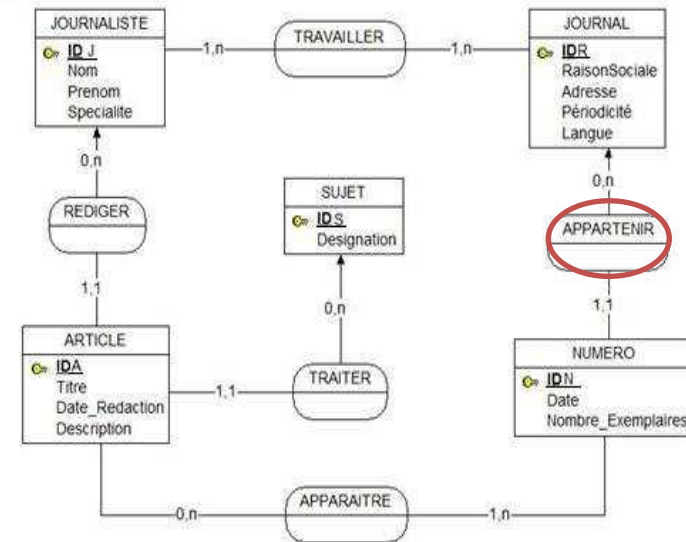 JOURNALISTE
ID J
Nom
Prenom
Specialite
1,n
TRAVAILLER
1,n
JOURNAL
IDR
RaisonSociale
Adresse
Périodicité
Langue
0,n
REDIGER
1,1
SUJET
IDS
Designation
0,n
APPARTENIR
1,1
0,n
ARTICLE
IDA
Titre
Date_Redaction
Description
1,1
TRAITER
NUMERO
IDN
Date
Nombre_Exemplaires
0,n
APPARAITRE
1,n